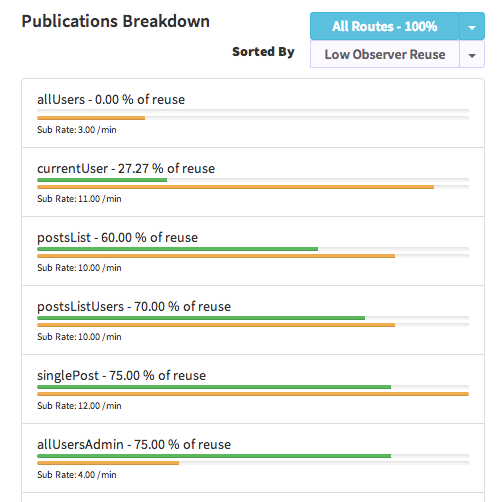 Publications Breakdown
All Routes - 100%
Sorted By
Low Observer Reuse
allUsers - 0.00 % of reuse
Sub Rate: 3.00 /min
currentUser - 27.27 % of reuse
Sub Rate: 11.00 /min
postsList - 60.00 % of reuse
Sub Rate: 10.00 /min
postsListUsers - 70.00 % of reuse
Sub Rate: 10.00 /min
singlePost - 75.00 % of reuse
Sub Rate: 12.00 /min
allUsersAdmin - 75.00 % of reuse
Sub Rate: 4.00 /min